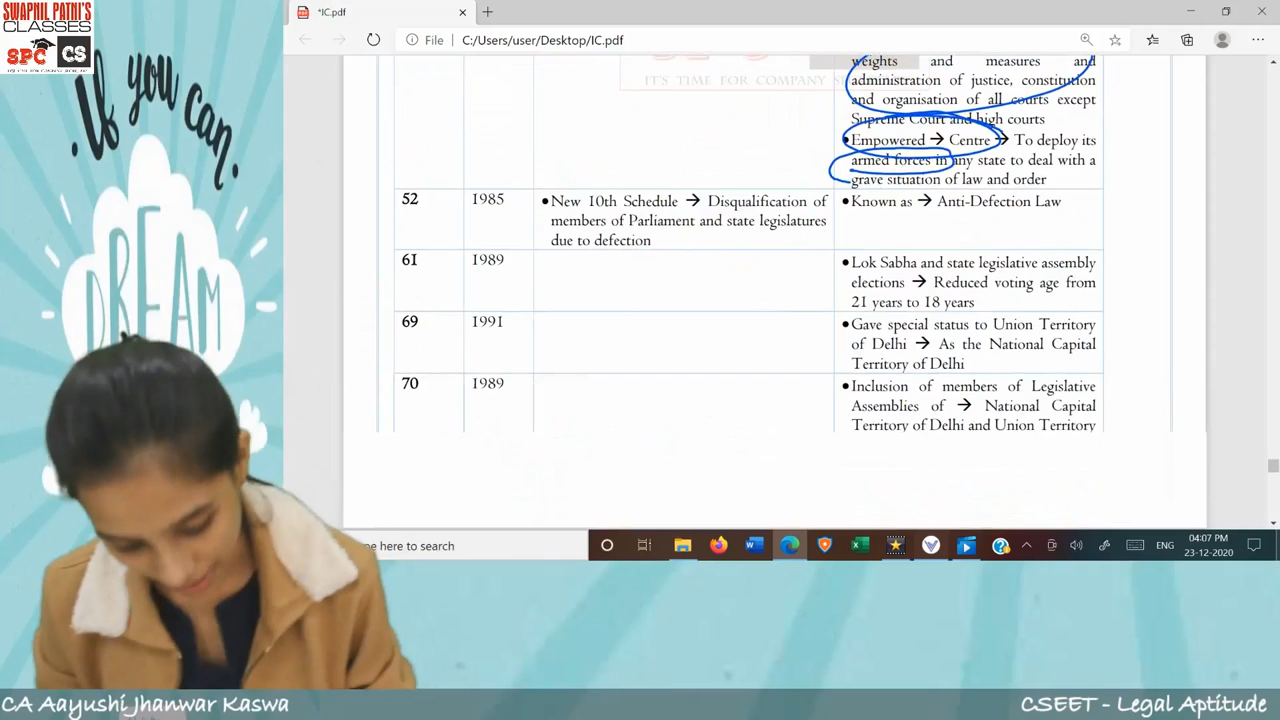 SWAPNIL PATNI'S
CLASSES
SPC CS
if you can
DREAM
*IC.pdf
File C:/Users/user/Desktop/IC.pdf
IT'S TIME FOR COMPANY
weights and measures and
administration of justice, constitution
and organisation of all courts except
Supreme Court and high courts
•Empowered → Centre → To deploy its
armed forces in any state to deal with a
grave situation of law and order
52 1985 •New 10th Schedule → Disqualification of
members of Parliament and state legislatures
due to defection
•Known as → Anti-Defection Law
61 1989 •Lok Sabha and state legislative assembly
elections → Reduced voting age from
21 years to 18 years
69 1991 •Gave special status to Union Territory
of Delhi → As the National Capital
Territory of Delhi
70 1989 •Inclusion of members of Legislative
Assemblies of → National Capital
Territory of Delhi and Union Territory
pe here to search
ENG
04:07 PM
23-12-2020
CA Aayushi Jhanwar Kaswa
CSEET - Legal Aptitude